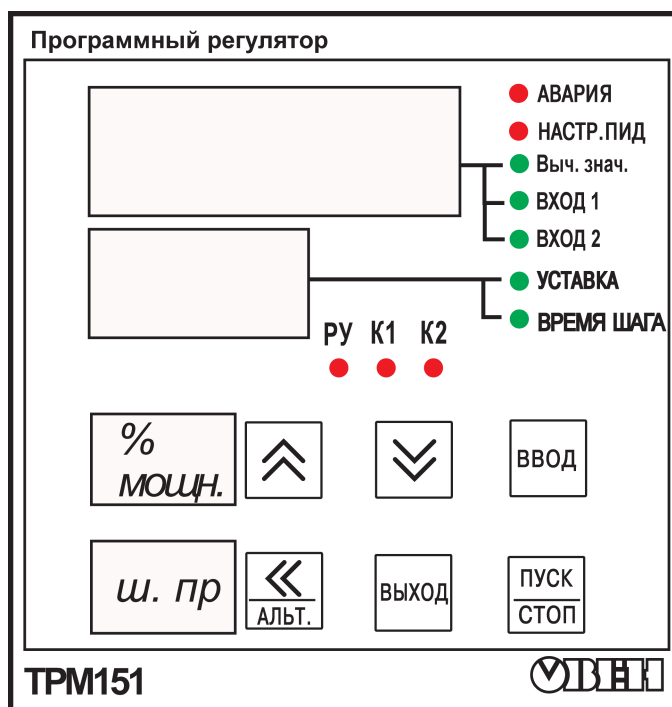 Программный регулятор
АВАРИЯ
НАСТР.ПИД
Выч. знач.
ВХОД 1
ВХОД 2
УСТАВКА
ВРЕМЯ ШАГА
РУ К1 К2
%
мощн.
ВВОД
ш. пр
АЛЬТ.
ВЫХОД
ПУСК
СТОП
ТРМ151
ОВЕН